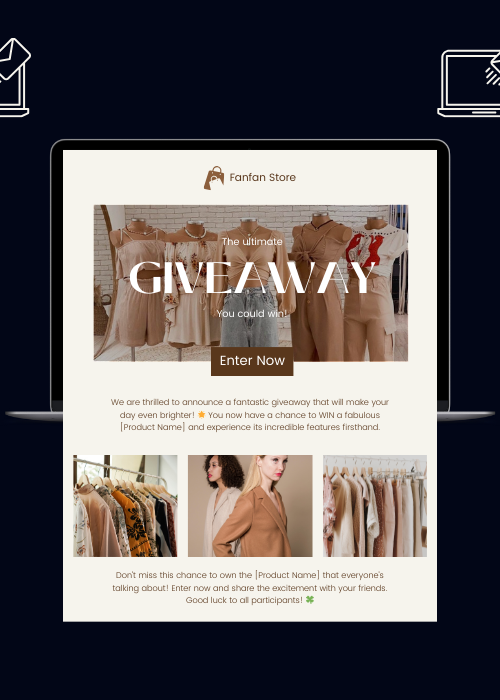 Fanfan Store
The ultimate
GIVEAWAY
You could win!
Enter Now
We are thrilled to announce a fantastic giveaway that will make your
day even brighter! 🌟 You now have a chance to WIN a fabulous
[Product Name] and experience its incredible features firsthand.
Don't miss this chance to own the [Product Name] that everyone's
talking about! Enter now and share the excitement with your friends.
Good luck to all participants! 🍀